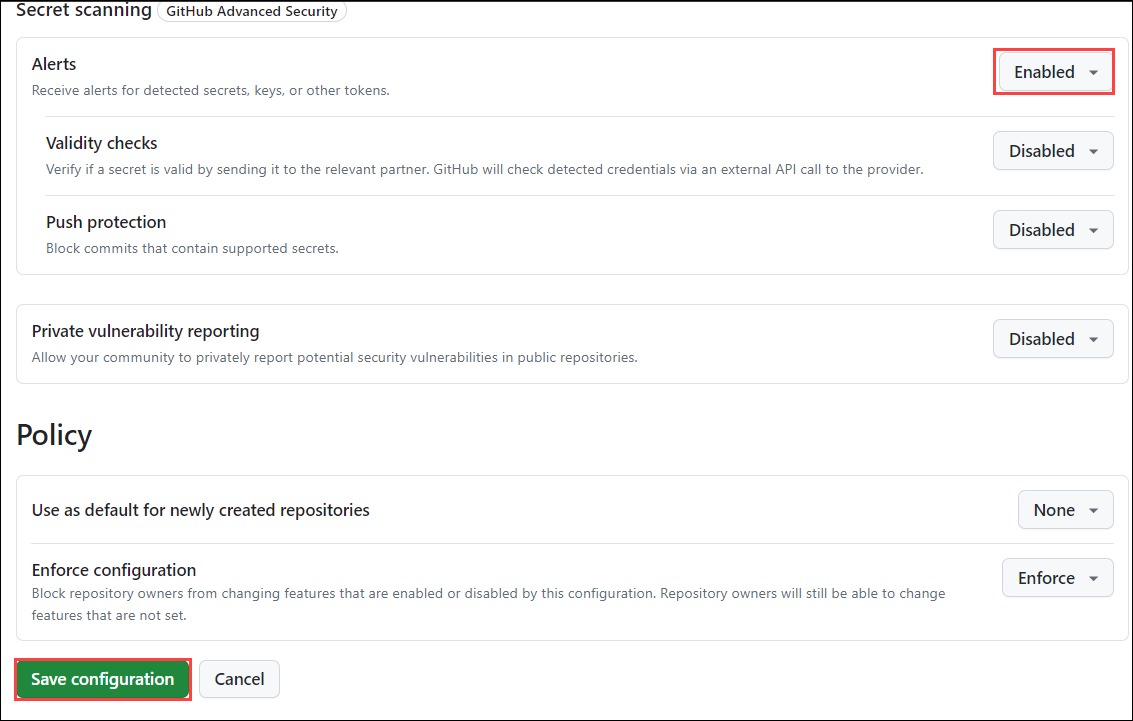 Secret scanning GitHub Advanced Security
Alerts
Receive alerts for detected secrets, keys, or other tokens.
Enabled
Validity checks
Verify if a secret is valid by sending it to the relevant partner. GitHub will check detected credentials via an external API call to the provider.
Disabled
Push protection
Block commits that contain supported secrets.
Disabled
Private vulnerability reporting
Allow your community to privately report potential security vulnerabilities in public repositories.
Disabled
Policy
Use as default for newly created repositories
None
Enforce configuration
Block repository owners from changing features that are enabled or disabled by this configuration. Repository owners will still be able to change
features that are not set.
Enforce
Save configuration
Cancel